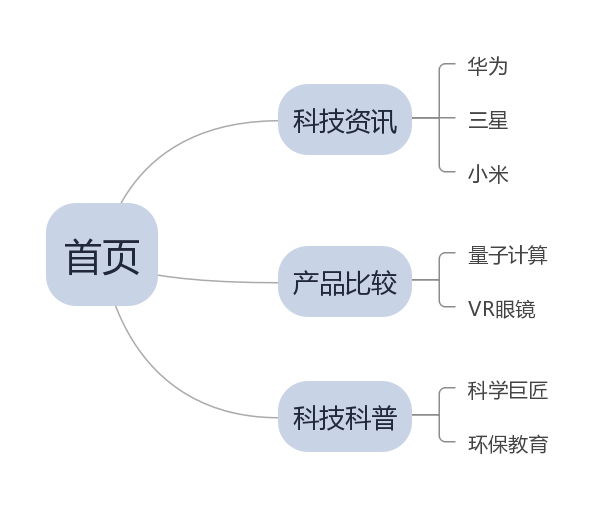 首页
科技资讯
华为
三星
小米
产品比较
量子计算
VR眼镜
科技科普
科学巨匠
环保教育